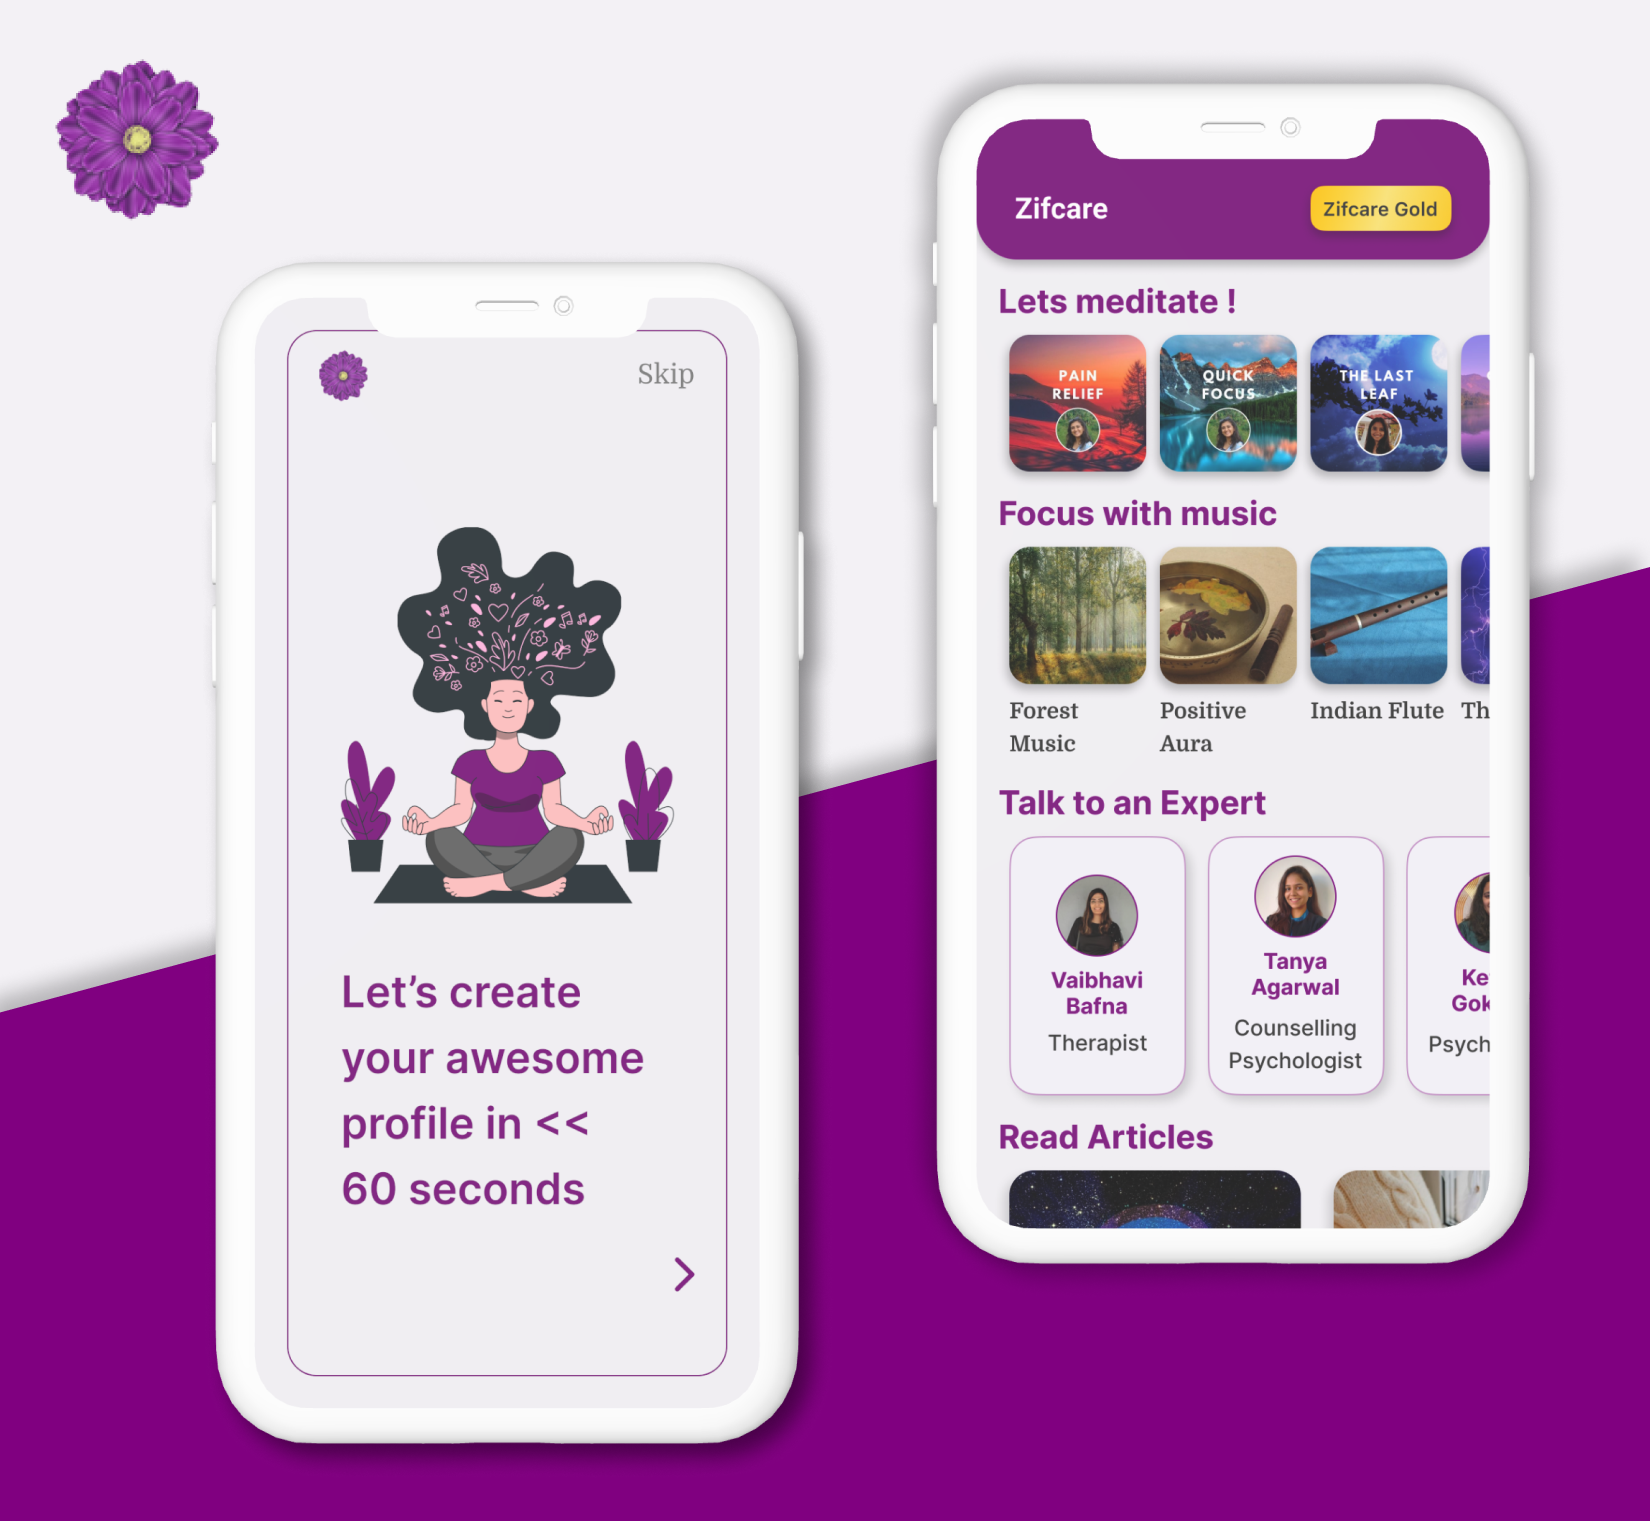 Skip
Let's create
your awesome
profile in <<
60 seconds
Zifcare
Zifcare Gold
Lets meditate !
PAIN
RELIEF
QUICK
FOCUS
THE LAST
LEAF
Focus with music
Forest
Music
Positive
Aura
Indian Flute
Th
Talk to an Expert
Vaibhavi
Bafna
Therapist
Tanya
Agarwal
Counselling
Psychologist
Ke
Gok
Psych
Read Articles